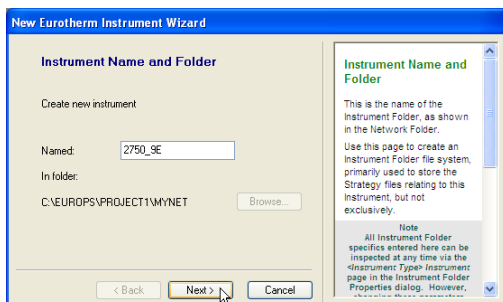 New Eurotherm Instrument Wizard
Instrument Name and Folder
Create new instrument
Named:
2750_9E
In folder:
C:\EUROPS\PROJECT1\MYNET
Browse...
< Back
Next >
Cancel
Instrument Name and
Folder
This is the name of the
Instrument Folder, as shown
in the Network Folder.
Use this page to create an
Instrument Folder file system,
primarily used to store the
Strategy files relating to this
Instrument, but not
exclusively.
Note
All Instrument Folder
specifics entered here can be
inspected at any time via the
<Instrument Type> Instrument
page in the Instrument Folder
Properties dialog. However,
changing these parameters